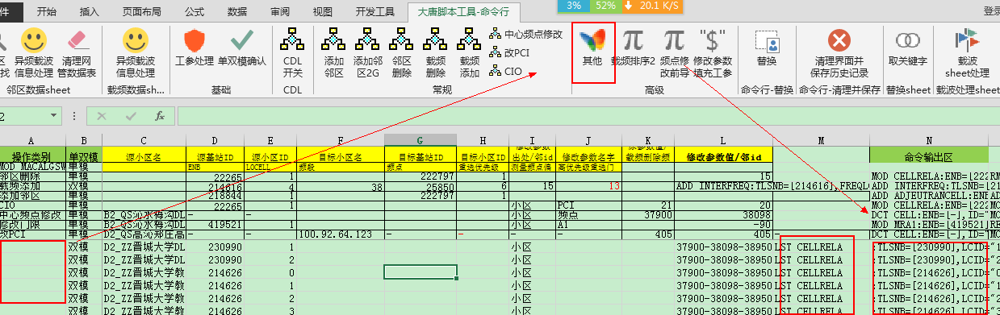 3% 52% 20.1 K/S
件 开始 插入 页面布局 公式 数据 审阅 视图 开发工具 大唐脚本工具-命令行 登录
找 异频载波信息处理 清理网管数据表 异频载波信息处理 工参处理 单双模确认 CDL开关 添加邻区 添加邻区2G 邻区删除 载频删除 载频添加 中心频点修改 改PCI CIO 其他 载频排序2 频点修改前导 修改参数填充工参 "$" 替换 清理界面并保存历史记录 取关键字 载波sheet处理
邻区数据sheet 载频数据sh... 基础 CDL 常规 高级 命令行-替换 命令行-清理并保存 替换sheet 载波处理sheet
2 fx
A B C D E F G H I J K L M N
操作类别 单双模 源小区名 源基站ID 源小区ID 目标小区名 目标基站ID 目标小区ID 修改参数出处/邻id 修改参数名字 原参数值/载频删除频 修改参数值/邻id 命令输出区
MOD MACALGSW 单模 ENB LOCELL 频段 频点 重选优先级 测量频点偏 高优先级重选门
邻区删除 单模 22265 1 222797 1 15 MOD CELLRELA:ENB=[222
载频添加 双模 214616 4 38 25850 6 15 13 ADD INTERFREQ:TLSNB=[214616],FREQL ADD INTERFREQ:TLSNB=[
添加邻区 单模 218844 1 222797 1 ADD ADJEUTRANCELL:ENB
CIO 单模 22265 1 小区 PCI 21 20 MOD CELLRELA:ENB=[222
中心频点修改 单模 B2_QS沁水梅沟DL - - 小区 频点 37900 38098 DCT CELL:ENB=[-],ID="
修改门限 单模 B2_QS沁水梅沟DL 419521 1 小区 A1 -90 MOD MRA1:ENB=[419521]
改PCI 单模 D2_QS高沁郑庄高 - - 100.92.64.123 - - - - 405 405 - DCT CELL:ENB=[-],ID="
双模 D2_ZZ晋城大学DL 230990 1 小区 37900-38098-38950 LST CELLRELA :TLSNB=[230990],LCID="1
双模 D2_ZZ晋城大学DL 230990 2 小区 37900-38098-38950 LST CELLRELA :TLSNB=[230990],LCID="2
双模 D2_ZZ晋城大学教 214626 0 小区 37900-38098-38950 LST CELLRELA :TLSNB=[214626],LCID="0
双模 D2_ZZ晋城大学教 214626 1 小区 37900-38098-38950 LST CELLRELA :TLSNB=[214626],LCID="1
双模 D2_ZZ晋城大学教 214626 2 小区 37900-38098-38950 LST CELLRELA :TLSNB=[214626],LCID="2
双模 D2_ZZ晋城大学教 214626 3 小区 37900-38098-38950 LST CELLRELA :TLSNB=[214626],LCID="3